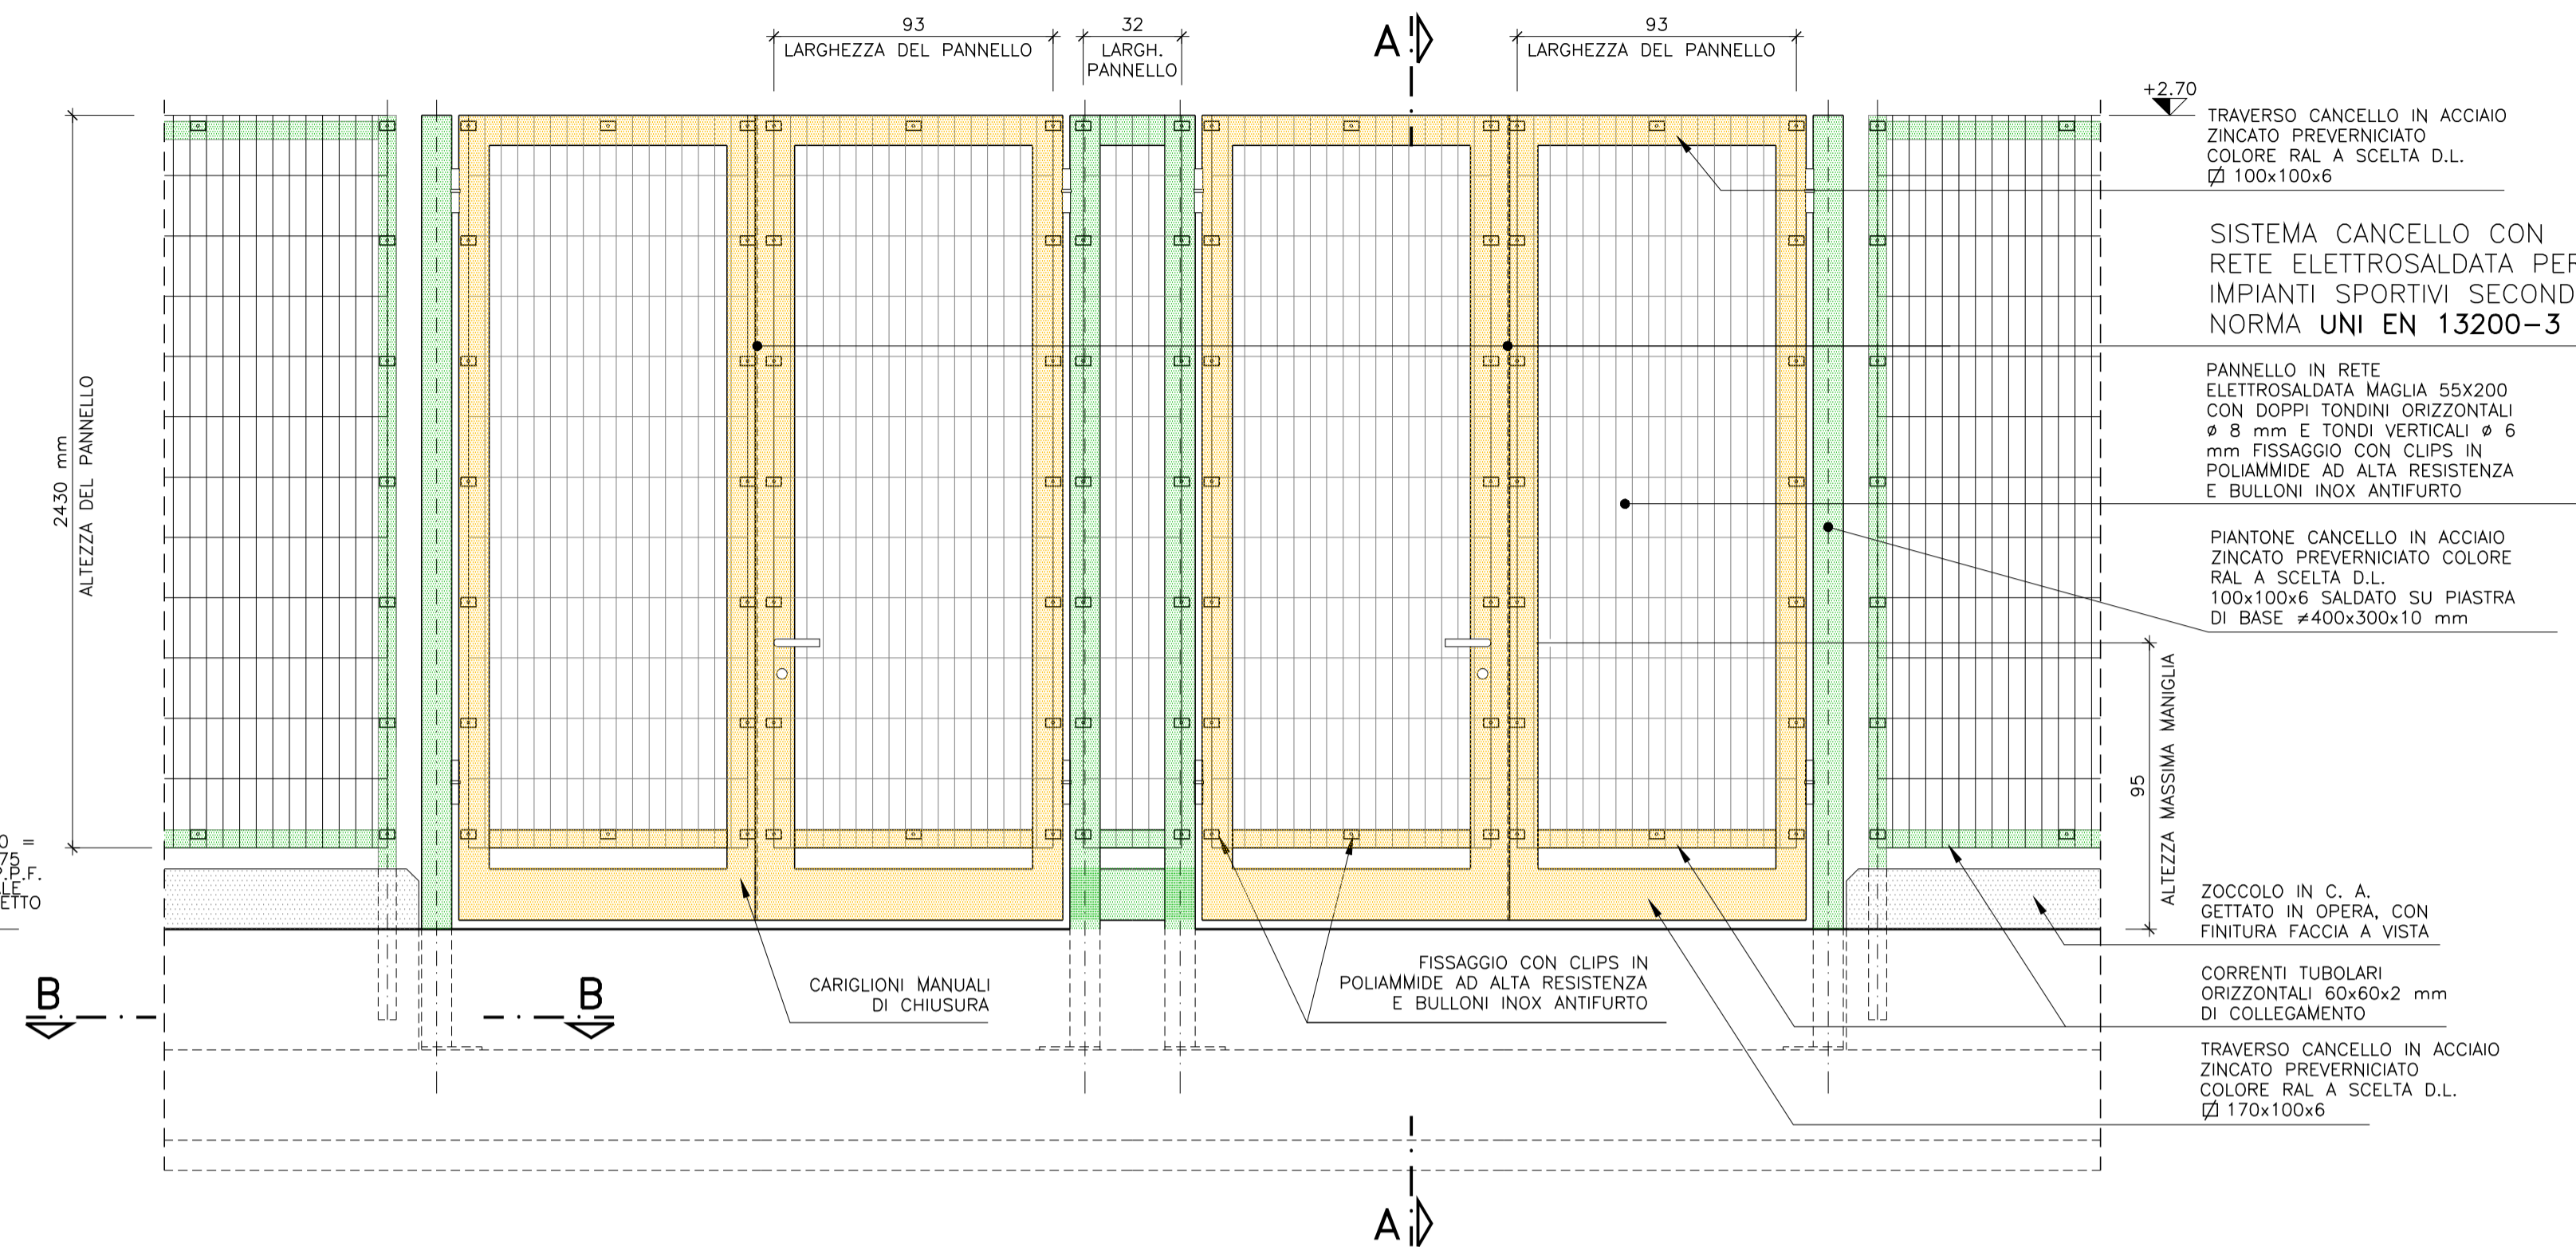 93
LARGHEZZA DEL PANNELLO
32
LARGH.
PANNELLO
A
93
LARGHEZZA DEL PANNELLO
+2.70
TRAVERSO CANCELLO IN ACCIAIO
ZINCATO PREVERNICIATO
COLORE RAL A SCELTA D.L.
100x100x6
SISTEMA CANCELLO CON
RETE ELETTROSALDATA PER
IMPIANTI SPORTIVI SECOND
NORMA UNI EN 13200-3
PANNELLO IN RETE
ELETTROSALDATA MAGLIA 55X200
CON DOPPI TONDINI ORIZZONTALI
ø 8 mm E TONDI VERTICALI ø 6
mm FISSAGGIO CON CLIPS IN
POLIAMMIDE AD ALTA RESISTENZA
E BULLONI INOX ANTIFURTO
2430 mm
ALTEZZA DEL PANNELLO
PIANTONE CANCELLO IN ACCIAIO
ZINCATO PREVERNICIATO COLORE
RAL A SCELTA D.L.
100x100x6 SALDATO SU PIASTRA
DI BASE ≠400x300x10 mm
95
ALTEZZA MASSIMA MANIGLIA
0 =
75
.P.F.
LE
ETTO
ZOCCOLO IN C. A.
GETTATO IN OPERA, CON
FINITURA FACCIA A VISTA
B
B
CARIGLIONI MANUALI
DI CHIUSURA
FISSAGGIO CON CLIPS IN
POLIAMMIDE AD ALTA RESISTENZA
E BULLONI INOX ANTIFURTO
CORRENTI TUBOLARI
ORIZZONTALI 60x60x2 mm
DI COLLEGAMENTO
TRAVERSO CANCELLO IN ACCIAIO
ZINCATO PREVERNICIATO
COLORE RAL A SCELTA D.L.
170x100x6
A